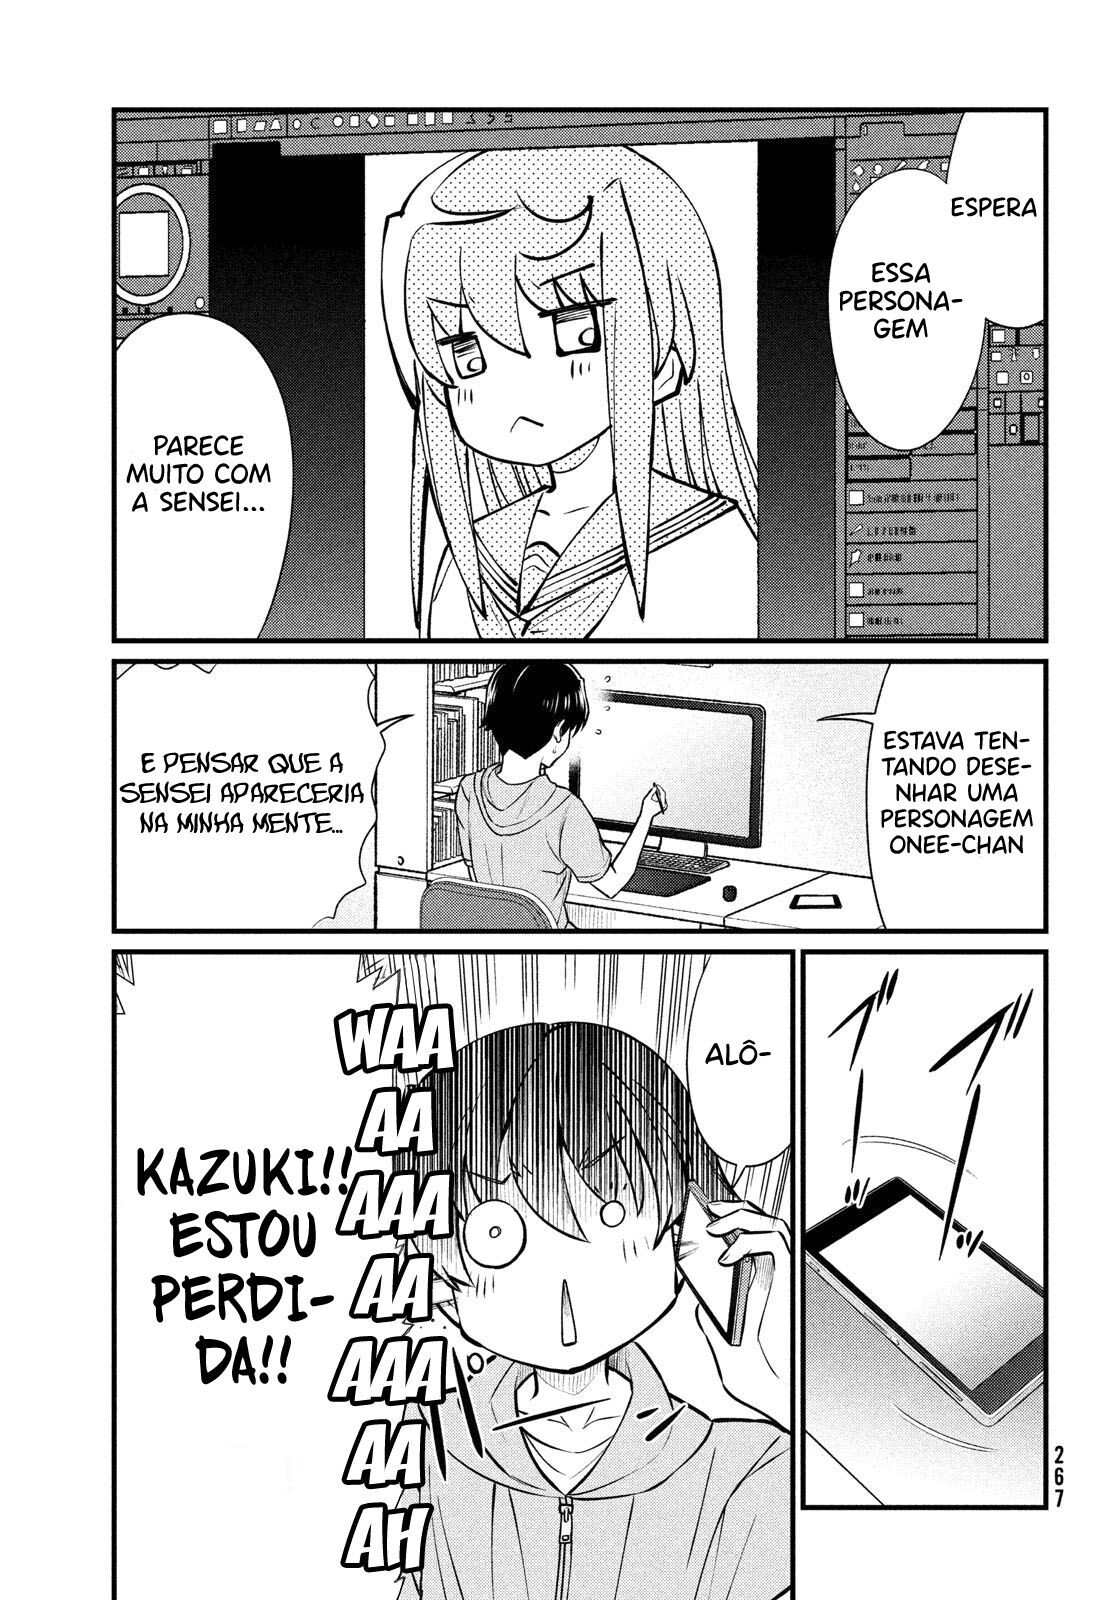 ESPERA
ESSA
PERSONA-
GEM
PARECE
MUITO COM
A SENSEI...
ESTAVA TEN-
TANDO DESE-
NHAR UMA
PERSONAGEM
ONEE-CHAN
E PENSAR QUE A
SENSEI APARECERIA
NA MINHA MENTE...
ALÔ-
WAA
AA
AAA
AA
AAA
AA
AH
KAZUKI!!
ESTOU
PERDI-
DA!!
267